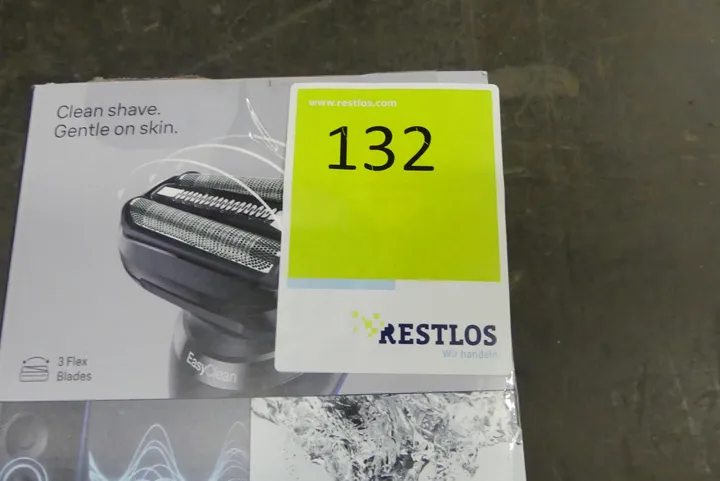 Clean shave.
Gentle on skin.
www.restlos.com
132
RESTLOS
Wir handeln
3 Flex
Blades
EasyClean